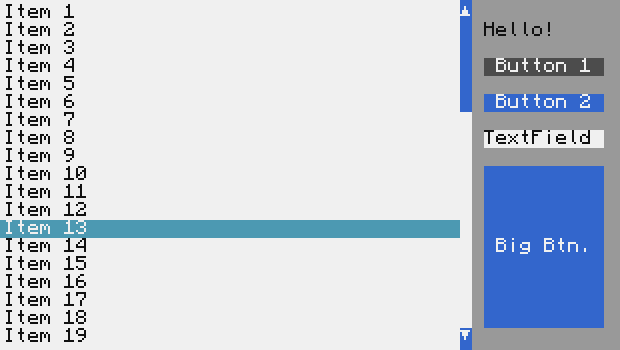 Item 1
Item 2
Item 3
Item 4
Item 5
Item 6
Item 7
Item 8
Item 9
Item 10
Item 11
Item 12
Item 13
Item 14
Item 15
Item 16
Item 17
Item 18
Item 19
Hello!
Button 1
Button 2
TextField
Big Btn.